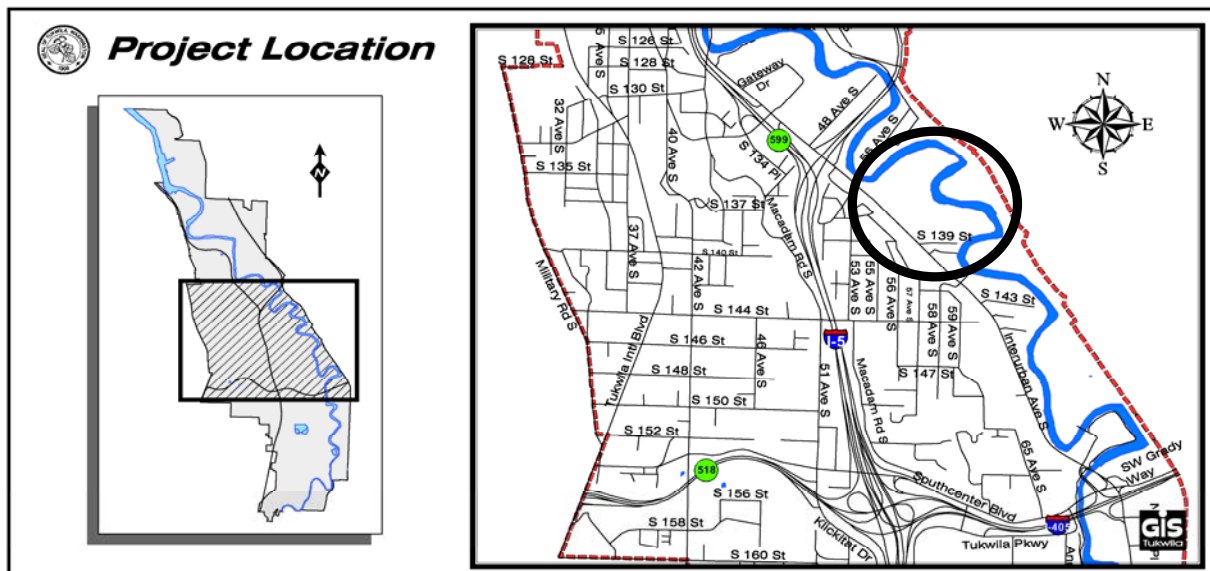 Project Location
SEAL OF TUKWILA, WASHINGTON
1908
N
S 126 St
S 128 St
S 128 St
S 130 St
Gateway
Dr
32 Ave S
40 Ave S
48 Ave S
56 Ave S
599
S 134 Pl
S 135 St
S 137 St
Macadam Rd S
37 Ave S
42 Ave S
S 140 St
S 139 St
53 Ave S
55 Ave S
56 Ave S
57 Ave S
58 Ave S
59 Ave S
S 143 St
Military Rd S
S 144 St
Tukwila Intl Blvd
S 146 St
46 Ave S
I-5
51 Ave S
Macadam Rd S
Interurban Ave S
S 147 St
S 148 St
S 150 St
S 152 St
65 Ave S
SW Grady
Way
518
S 156 St
Southcenter Blvd
S 158 St
Klickitat Dr
I-405
Tukwila Pkwy
S 160 St
N
W
E
S
GIS
Tukwila